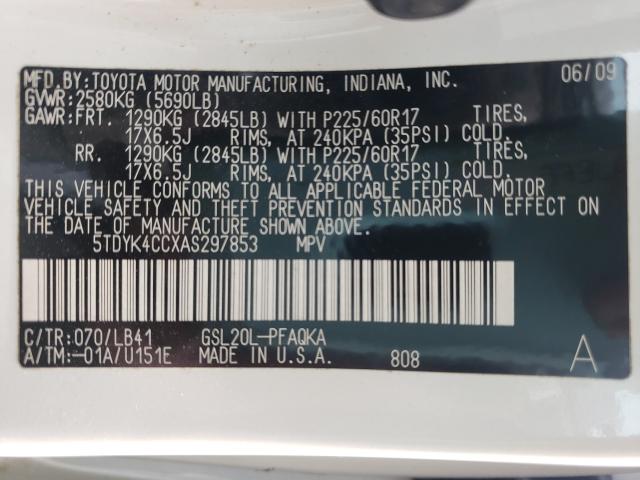 MFD.BY:TOYOTA MOTOR MANUFACTURING, INDIANA, INC. 06/09
GVWR:2580KG (5690LB)
GAWR:FRT. 1290KG (2845LB) WITH P225/60R17 TIRES,
17X6.5J RIMS, AT 240KPA (35PSI) COLD.
RR. 1290KG (2845LB) WITH P225/60R17 TIRES,
17X6.5J RIMS, AT 240KPA (35PSI) COLD.
THIS VEHICLE CONFORMS TO ALL APPLICABLE FEDERAL MOTOR
VEHICLE SAFETY AND THEFT PREVENTION STANDARDS IN EFFECT ON
THE DATE OF MANUFACTURE SHOWN ABOVE.
5TDYK4CCXAS297853 MPV
C/TR:070/LB41 GSL20L-PFAQKA
A/TM:-01A/U151E MADE IN U.S.A. 808 A